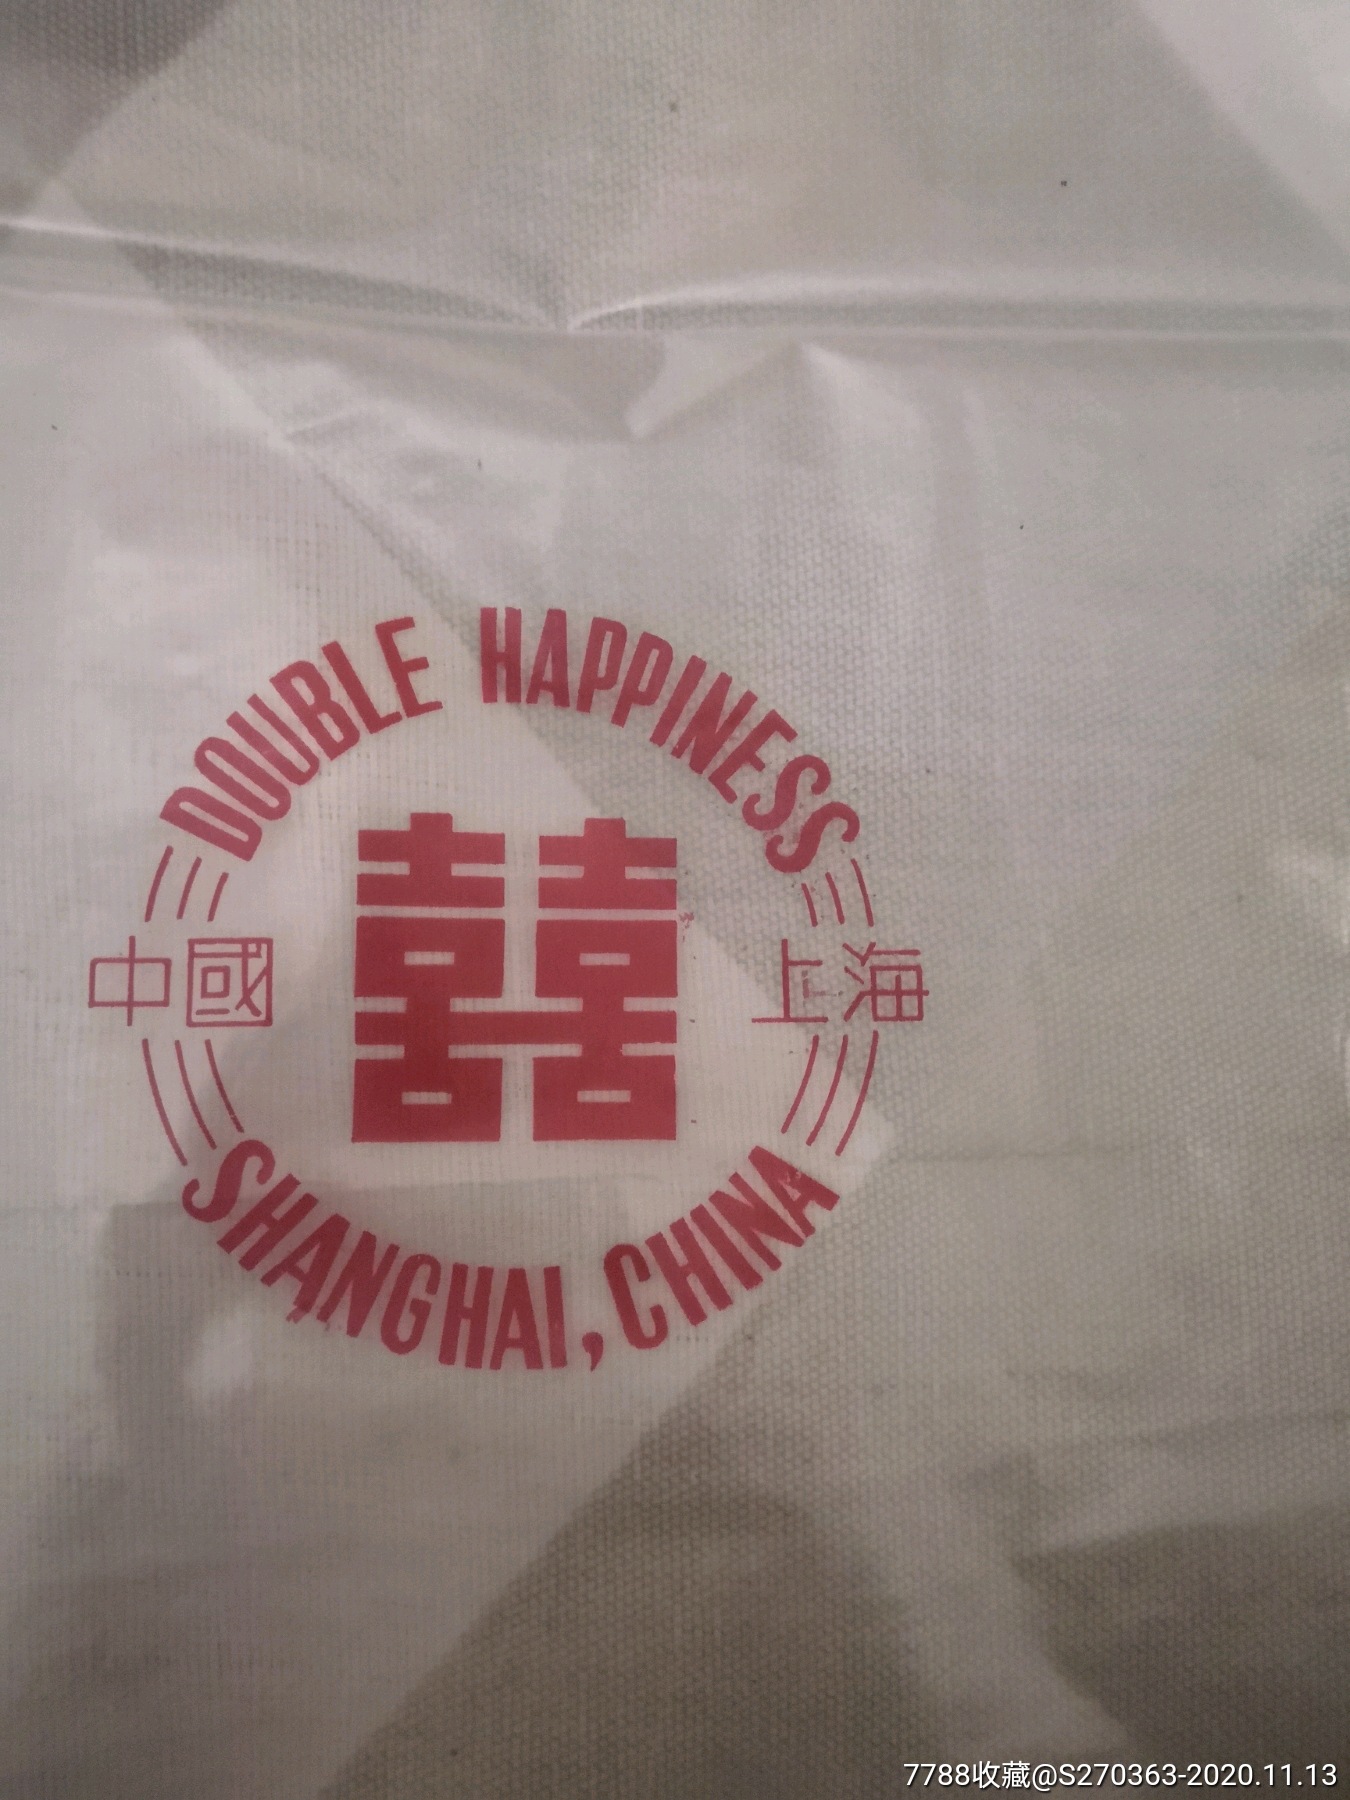 DOUBLE HAPPINESS
中國
囍
上海
SHANGHAI, CHINA
7788收藏@S270363-2020.11.13